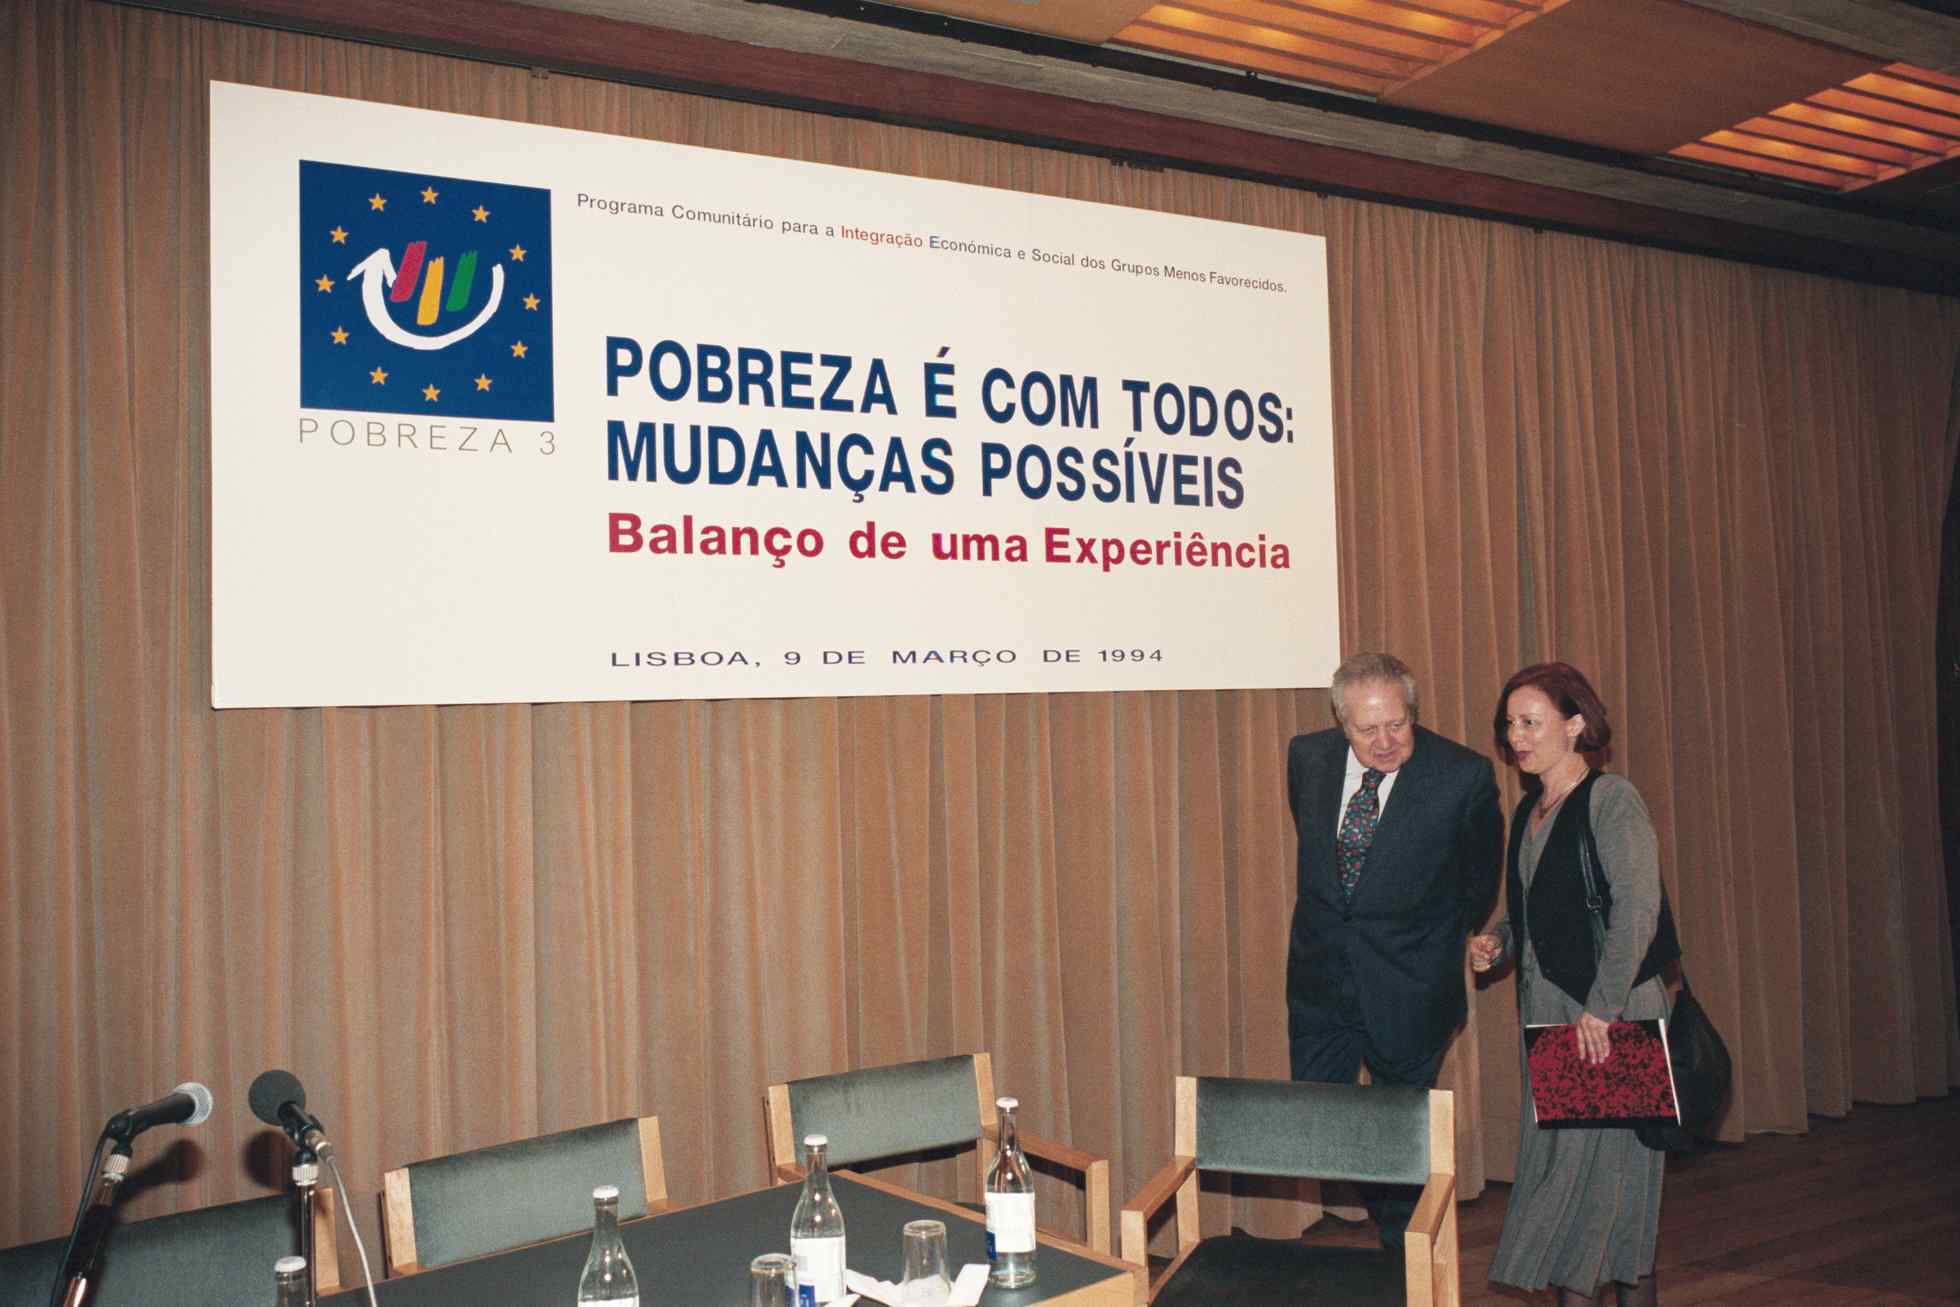 Programa Comunitário para a Integração Económica e Social dos Grupos Menos Favorecidos.
POBREZA 3
POBREZA É COM TODOS:
MUDANÇAS POSSÍVEIS
Balanço de uma Experiência
LISBOA, 9 DE MARÇO DE 1994